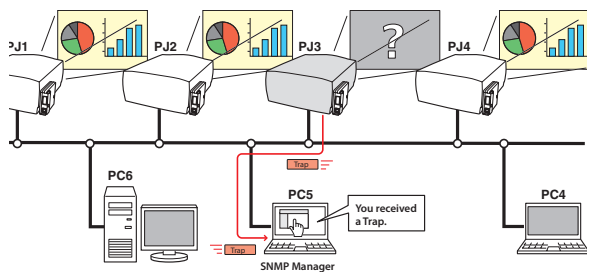 PJ1
PJ2
PJ3
PJ4
?
Trap
PC6
PC5
PC4
You received
a Trap.
Trap
SNMP Manager